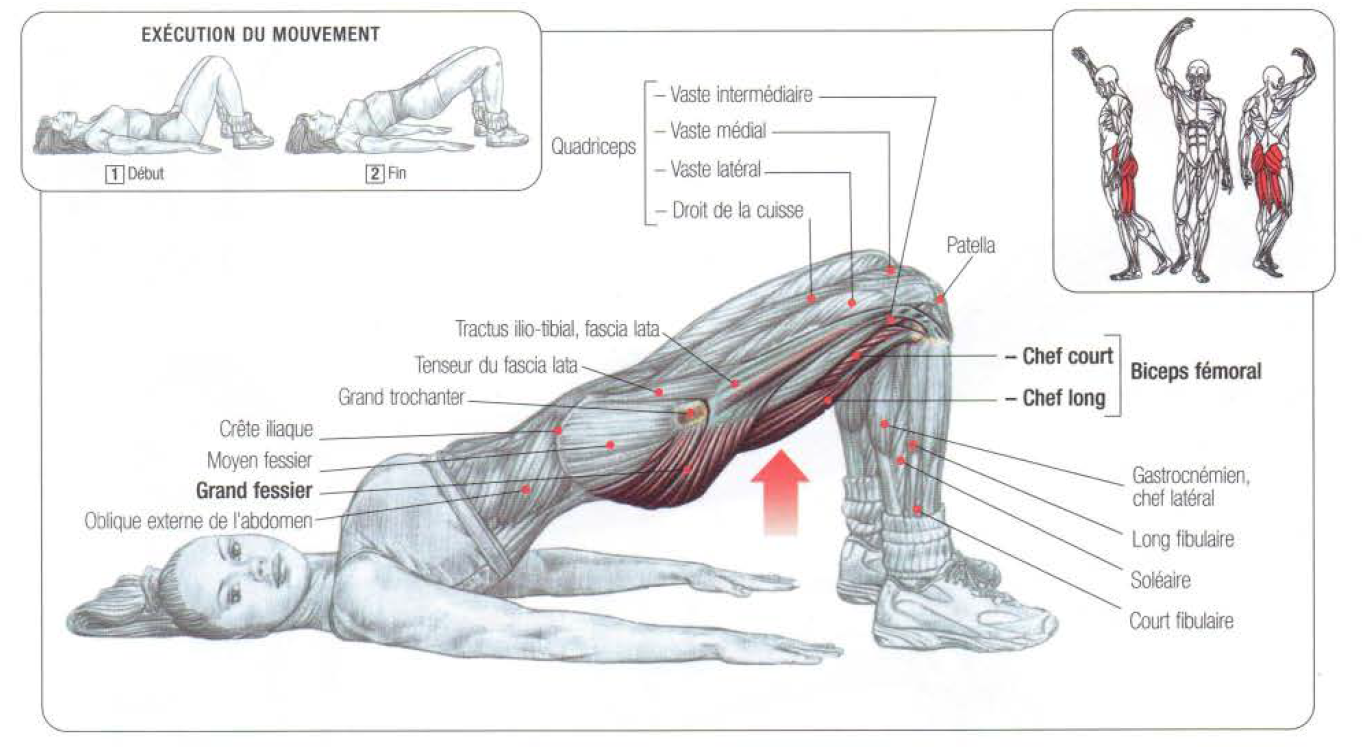 EXÉCUTION DU MOUVEMENT
1 Début
2 Fin
Quadriceps
– Vaste intermédiaire
– Vaste médial
– Vaste latéral
– Droit de la cuisse
Patella
Tractus ilio-tibial, fascia lata
Tenseur du fascia lata
Grand trochanter
Crête iliaque
Moyen fessier
Grand fessier
Oblique externe de l'abdomen
– Chef court
– Chef long
Biceps fémoral
Gastrocnémien,
chef latéral
Long fibulaire
Soléaire
Court fibulaire